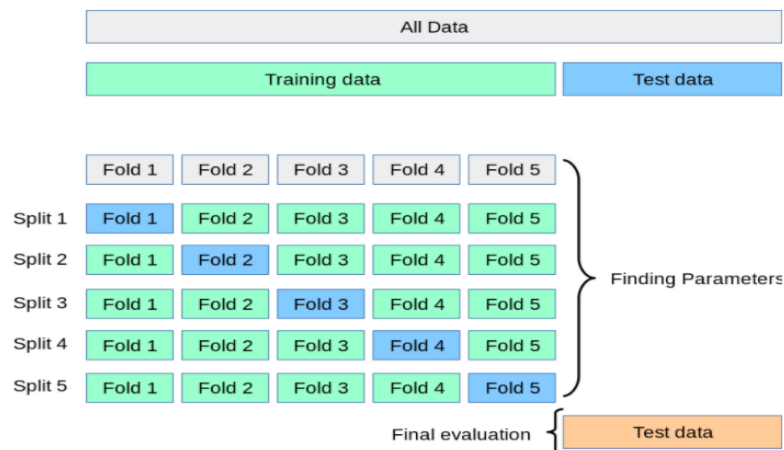 All Data
Training data Test data
Fold 1 Fold 2 Fold 3 Fold 4 Fold 5
Split 1 Fold 1 Fold 2 Fold 3 Fold 4 Fold 5
Split 2 Fold 1 Fold 2 Fold 3 Fold 4 Fold 5
Finding Parameters
Split 3 Fold 1 Fold 2 Fold 3 Fold 4 Fold 5
Split 4 Fold 1 Fold 2 Fold 3 Fold 4 Fold 5
Split 5 Fold 1 Fold 2 Fold 3 Fold 4 Fold 5
Final evaluation Test data